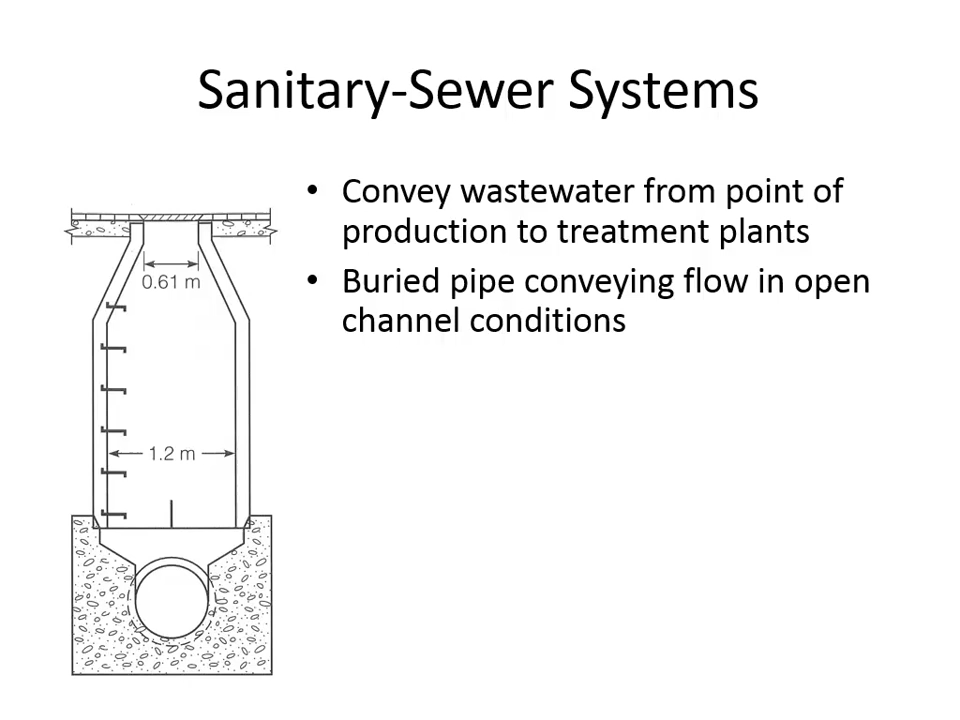 Sanitary-Sewer Systems
• Convey wastewater from point of
production to treatment plants
• Buried pipe conveying flow in open
channel conditions
0.61 m
1.2 m